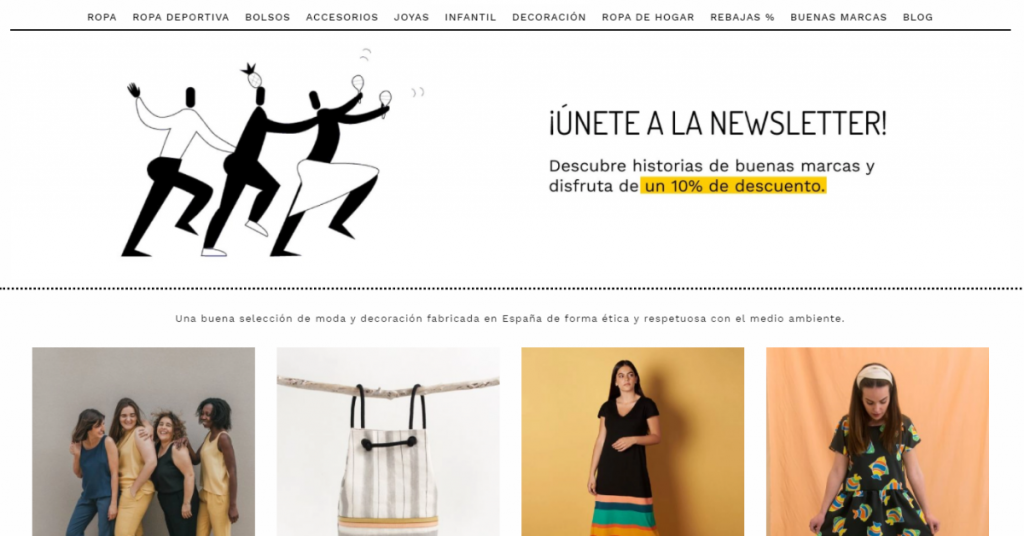 ROPA ROPA DEPORTIVA BOLSOS ACCESORIOS JOYAS INFANTIL DECORACIÓN ROPA DE HOGAR REBAJAS % BUENAS MARCAS BLOG
¡ÚNETE A LA NEWSLETTER!
Descubre historias de buenas marcas y
disfruta de un 10% de descuento.
Una buena selección de moda y decoración fabricada en España de forma ética y respetuosa con el medio ambiente.